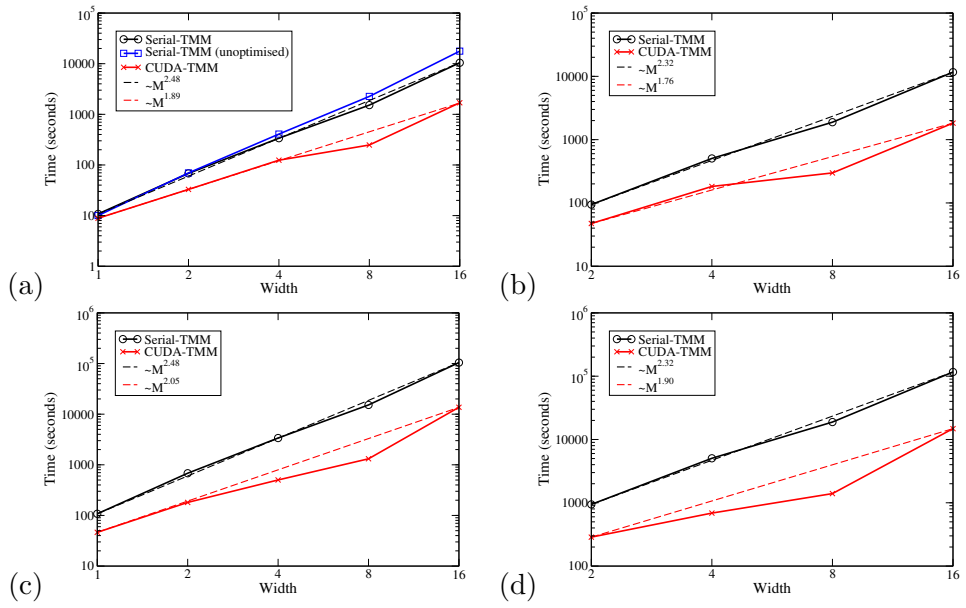 (a)
Time (seconds)
10^5
10000
1000
100
10
1
Serial-TMM
Serial-TMM (unoptimised)
CUDA-TMM
~M^2.48
~M^1.89
1 2 4 8 16
Width
(b)
Time (seconds)
10^5
10000
1000
100
10
Serial-TMM
CUDA-TMM
~M^2.32
~M^1.76
2 4 8 16
Width
(c)
Time (seconds)
10^6
10^5
10000
1000
100
10
Serial-TMM
CUDA-TMM
~M^2.48
~M^2.05
1 2 4 8 16
Width
(d)
Time (seconds)
10^6
10^5
10000
1000
100
Serial-TMM
CUDA-TMM
~M^2.32
~M^1.90
2 4 8 16
Width